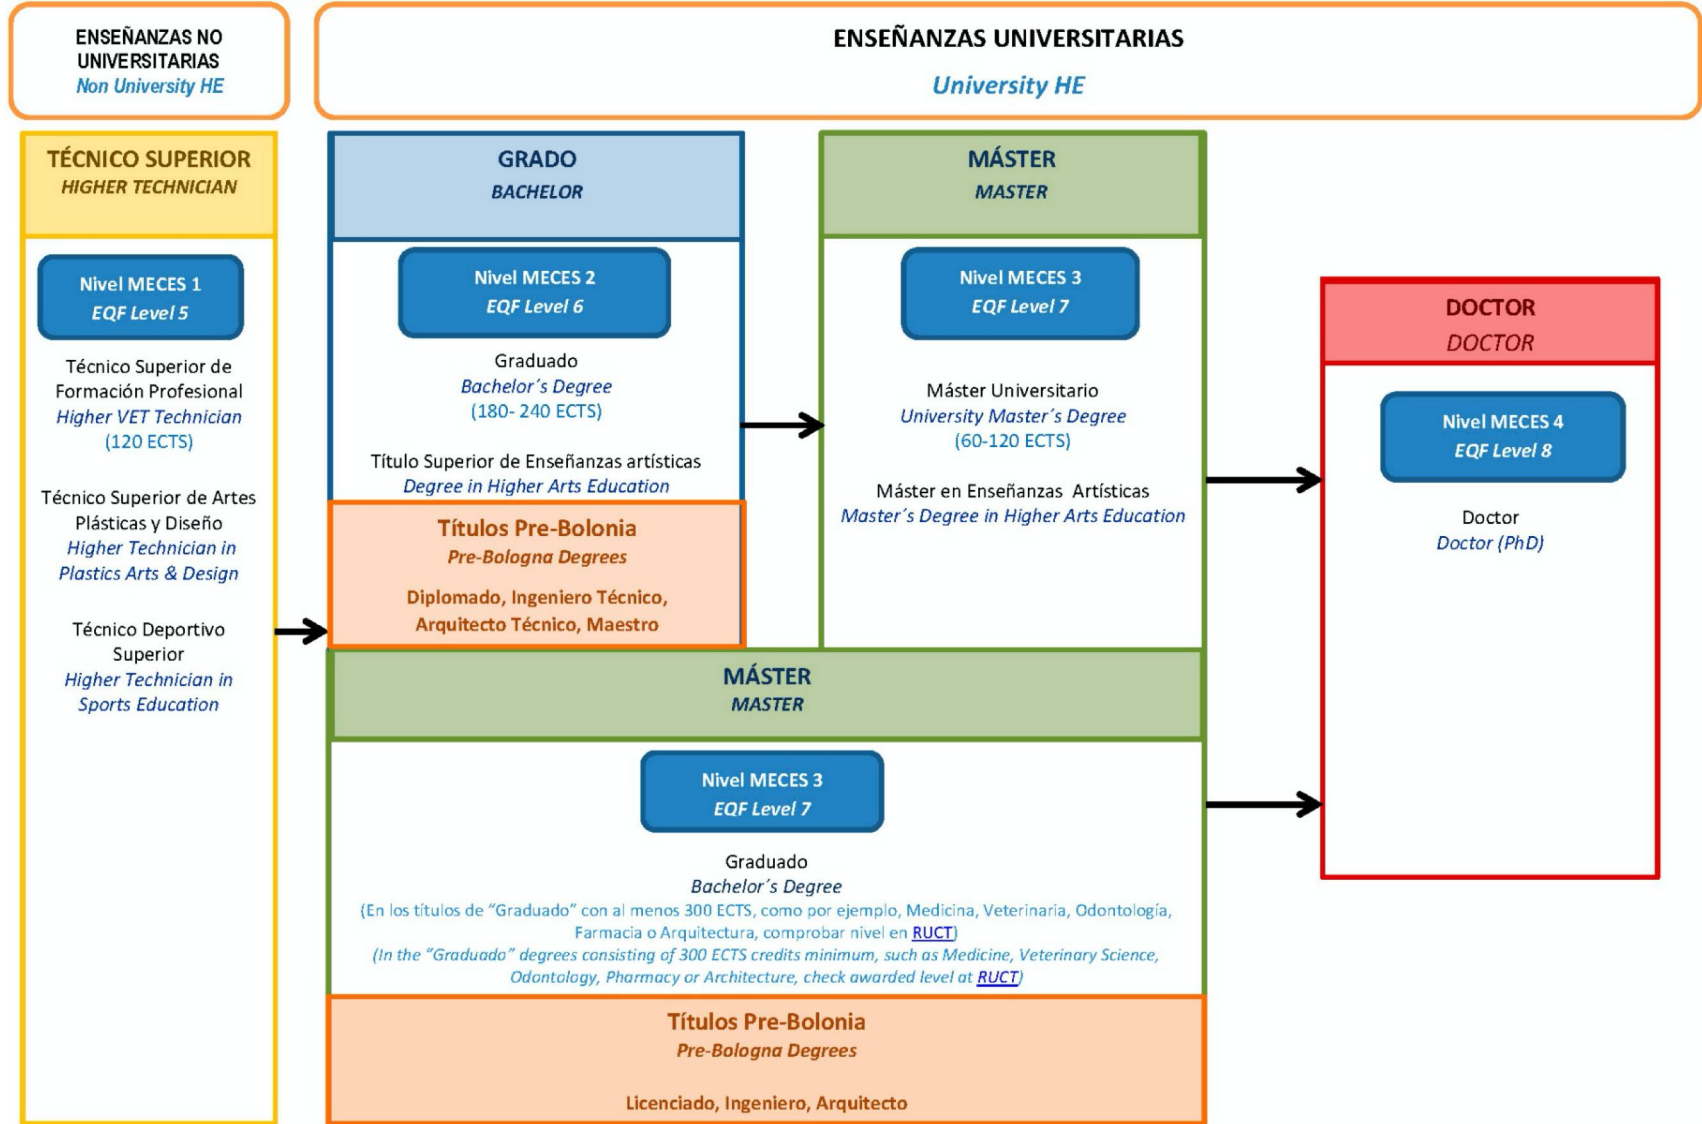 ENSEÑANZAS NO
UNIVERSITARIAS
Non University HE
ENSEÑANZAS UNIVERSITARIAS
University HE
TÉCNICO SUPERIOR
HIGHER TECHNICIAN
Nivel MECES 1
EQF Level 5
Técnico Superior de
Formación Profesional
Higher VET Technician
(120 ECTS)
Técnico Superior de Artes
Plásticas y Diseño
Higher Technician in
Plastics Arts & Design
Técnico Deportivo
Superior
Higher Technician in
Sports Education
GRADO
BACHELOR
Nivel MECES 2
EQF Level 6
Graduado
Bachelor´s Degree
(180- 240 ECTS)
Título Superior de Enseñanzas artísticas
Degree in Higher Arts Education
Títulos Pre-Bolonia
Pre-Bologna Degrees
Diplomado, Ingeniero Técnico,
Arquitecto Técnico, Maestro
MÁSTER
MASTER
Nivel MECES 3
EQF Level 7
Máster Universitario
University Master´s Degree
(60-120 ECTS)
Máster en Enseñanzas Artísticas
Master´s Degree in Higher Arts Education
MÁSTER
MASTER
Nivel MECES 3
EQF Level 7
Graduado
Bachelor´s Degree
(En los títulos de “Graduado” con al menos 300 ECTS, como por ejemplo, Medicina, Veterinaria, Odontología,
Farmacia o Arquitectura, comprobar nivel en RUCT)
(In the “Graduado” degrees consisting of 300 ECTS credits minimum, such as Medicine, Veterinary Science,
Odontology, Pharmacy or Architecture, check awarded level at RUCT)
Títulos Pre-Bolonia
Pre-Bologna Degrees
Licenciado, Ingeniero, Arquitecto
DOCTOR
DOCTOR
Nivel MECES 4
EQF Level 8
Doctor
Doctor (PhD)